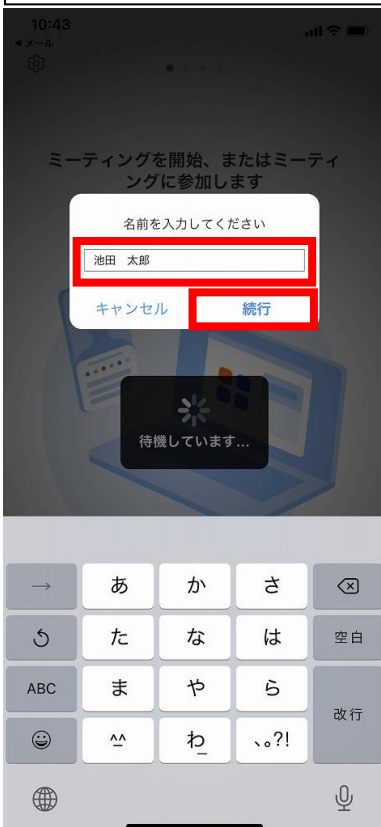 10:43
◀メール
ミーティングを開始、またはミーティ
ングに参加します
名前を入力してください
池田　太郎
キャンセル 続行
待機しています...
→ あ か さ
た な は 空白
ABC ま や ら 改行
^^ わ_ 、。?!